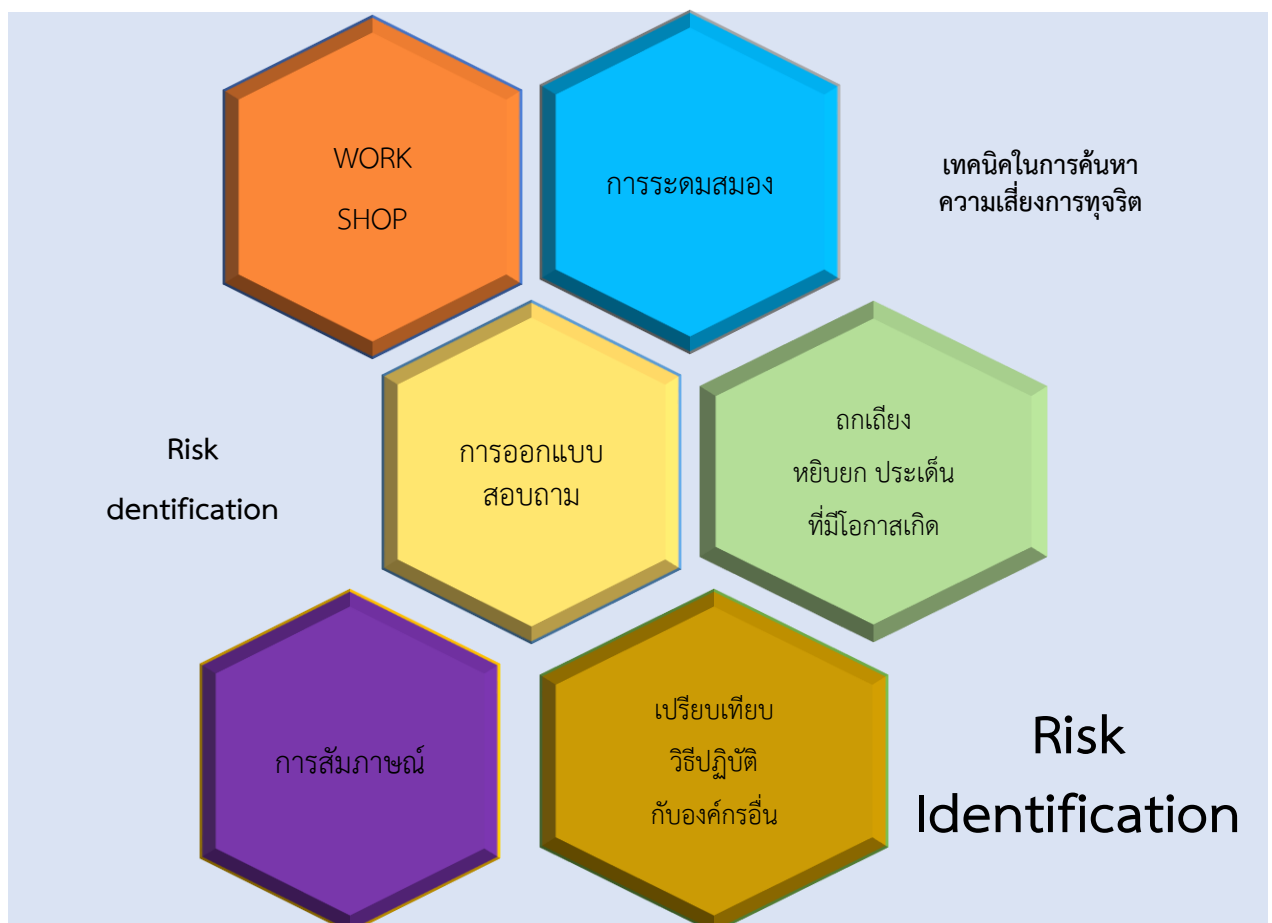 WORK
SHOP
การระดมสมอง
เทคนิคในการค้นหา
ความเสี่ยงการทุจริต
Risk
dentification
การออกแบบ
สอบถาม
ถกเถียง
หยิบยก ประเด็น
ที่มีโอกาสเกิด
การสัมภาษณ์
เปรียบเทียบ
วิธีปฏิบัติ
กับองค์กรอื่น
Risk
Identification